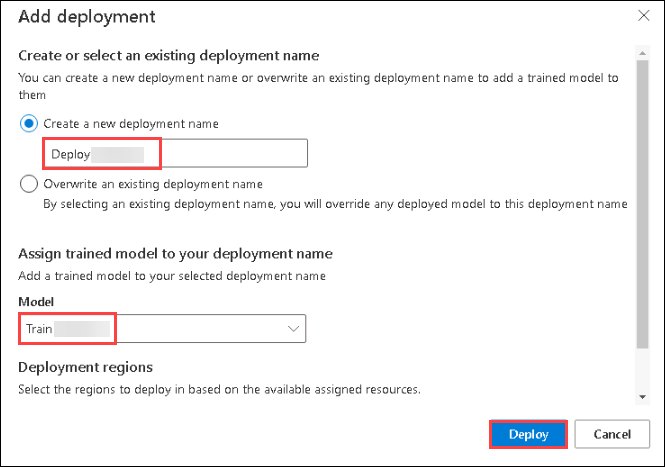 Add deployment
Create or select an existing deployment name
You can create a new deployment name or overwrite an existing deployment name to add a trained model to
them
Create a new deployment name
Deploy
Overwrite an existing deployment name
By selecting an existing deployment name, you will override any deployed model to this deployment name
Assign trained model to your deployment name
Add a trained model to your selected deployment name
Model
Train
Deployment regions
Select the regions to deploy in based on the available assigned resources.
Deploy Cancel